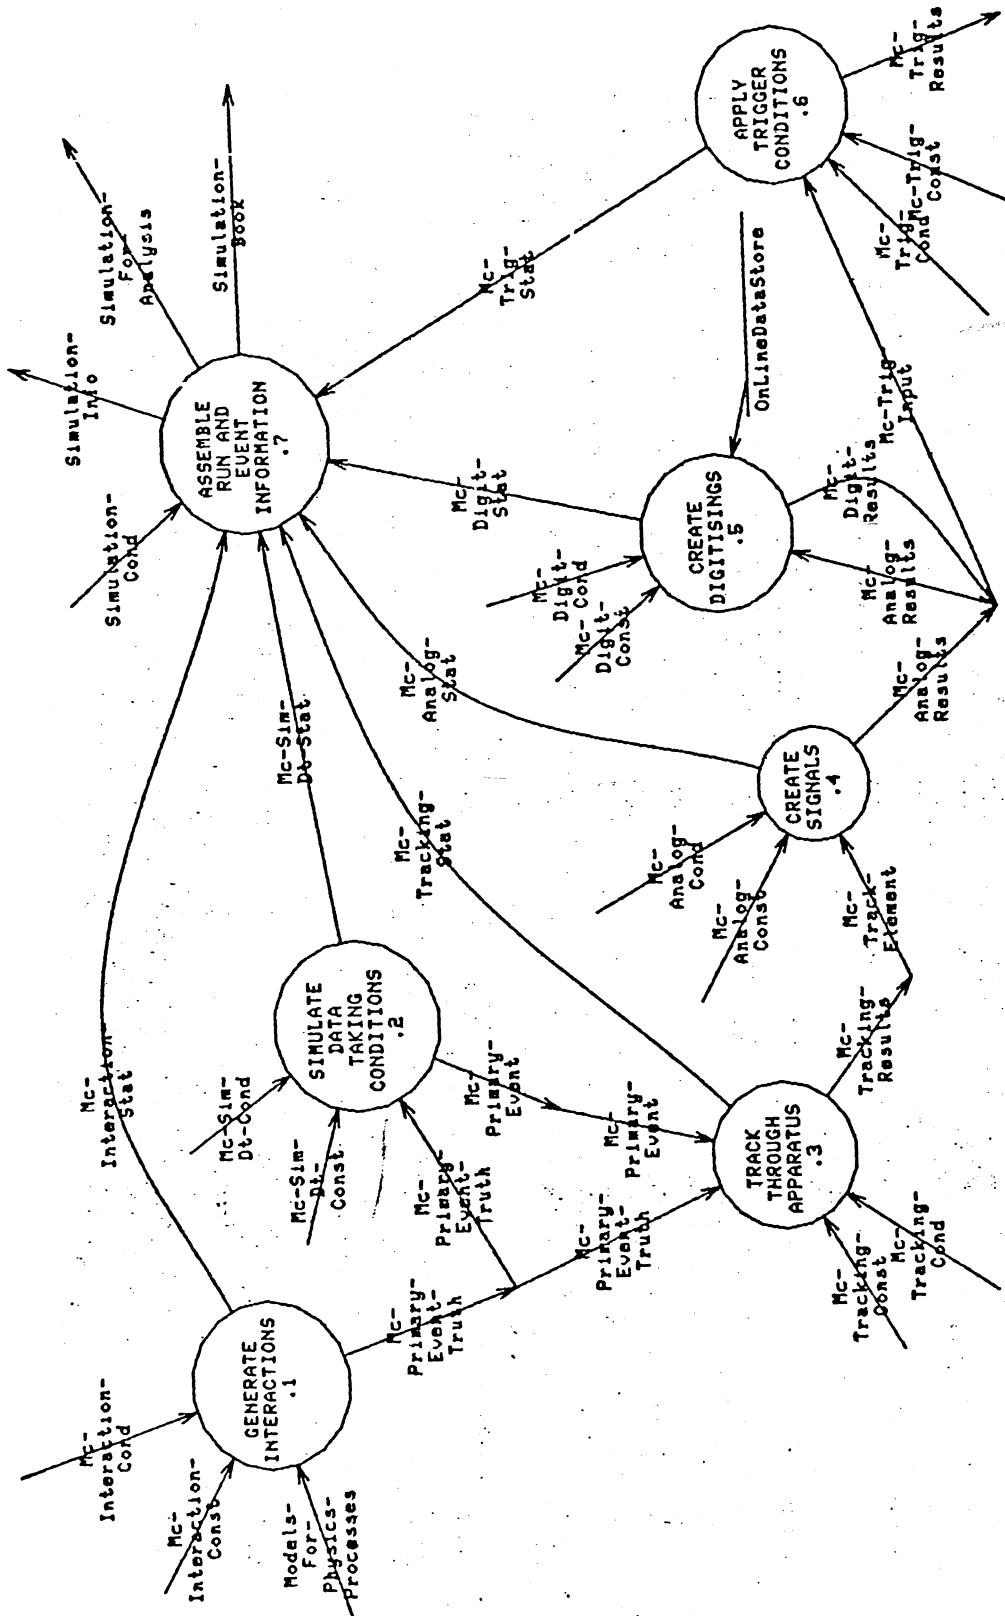 Mc-
Interaction-
Cond
Mc-
Interaction-
Const
Models-
For-
Physics-
Processes
GENERATE
INTERACTIONS
.1
Mc-
Interaction-
Stat
Mc-
Primary-
Event-
Truth
Mc-Sim-
Dt-Cond
Mc-Sim-
Dt-
Const
Mc-
Primary-
Event-
Truth
SIMULATE
DATA
TAKING
CONDITIONS
.2
Mc-Sim-
Dt-Stat
Mc-
Primary-
Event
Mc-
Primary-
Event
Mc-
Primary-
Event-
Truth
Mc-
Tracking-
Const
Mc-
Tracking-
Cond
TRACK
THROUGH
APPARATUS
.3
Mc-
Tracking-
Stat
Mc-
Tracking-
Results
Mc-
Track-
Element
Mc-
Analog-
Cond
Mc-
Analog-
Const
CREATE
SIGNALS
.4
Mc-
Analog-
Stat
Mc-
Analog-
Results
Mc-
Analog-
Results
Mc-
Digit-
Cond
Mc-
Digit-
Const
CREATE
DIGITISINGS
.5
Mc-
Digit-
Stat
Mc-
Digit-
Results
OnLineDataStore
Mc-Trig-
Input
Mc-
Trig-
Cond
Mc-Trig-
Const
APPLY
TRIGGER
CONDITIONS
.6
Mc-
Trig-
Stat
Mc-
Trig-
Results
Simulation-
Cond
ASSEMBLE
RUN AND
EVENT
INFORMATION
.7
Simulation-
Info
Simulation-
For-
Analysis
Simulation-
Book